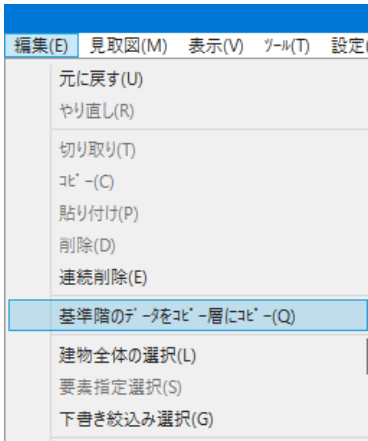 編集(E) 見取図(M) 表示(V) ﾂｰﾙ(T) 設定(
元に戻す(U)
やり直し(R)
切り取り(T)
ｺﾋﾟｰ(C)
貼り付け(P)
削除(D)
連続削除(E)
基準階のﾃﾞｰﾀをｺﾋﾟｰ層にｺﾋﾟｰ(Q)
建物全体の選択(L)
要素指定選択(S)
下書き絞込み選択(G)